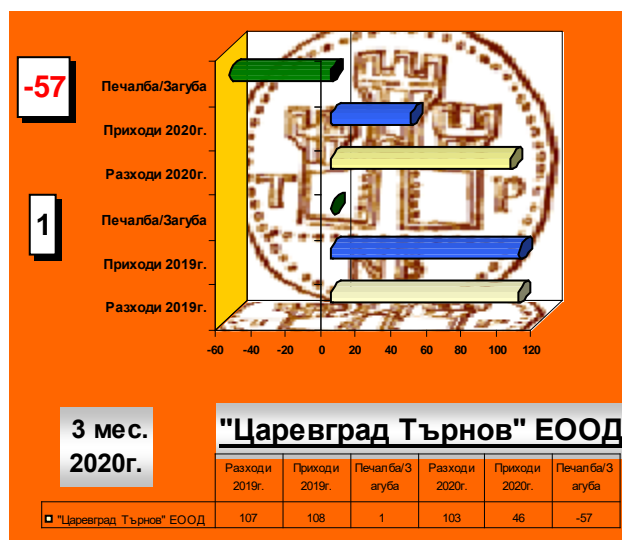 -57
Печалба/Загуба
Приходи 2020г.
Разходи 2020г.
1
Печалба/Загуба
Приходи 2019г.
Разходи 2019г.
Т Р
N B
-60 -40 -20 0 20 40 60 80 100 120
3 мес.
2020г.
"Царевград Търнов" ЕООД
Разходи 2019г. Приходи 2019г. Печалба/З агуба Разходи 2020г. Приходи 2020г. Печалба/З агуба
"Царевград Търнов" ЕООД 107 108 1 103 46 -57